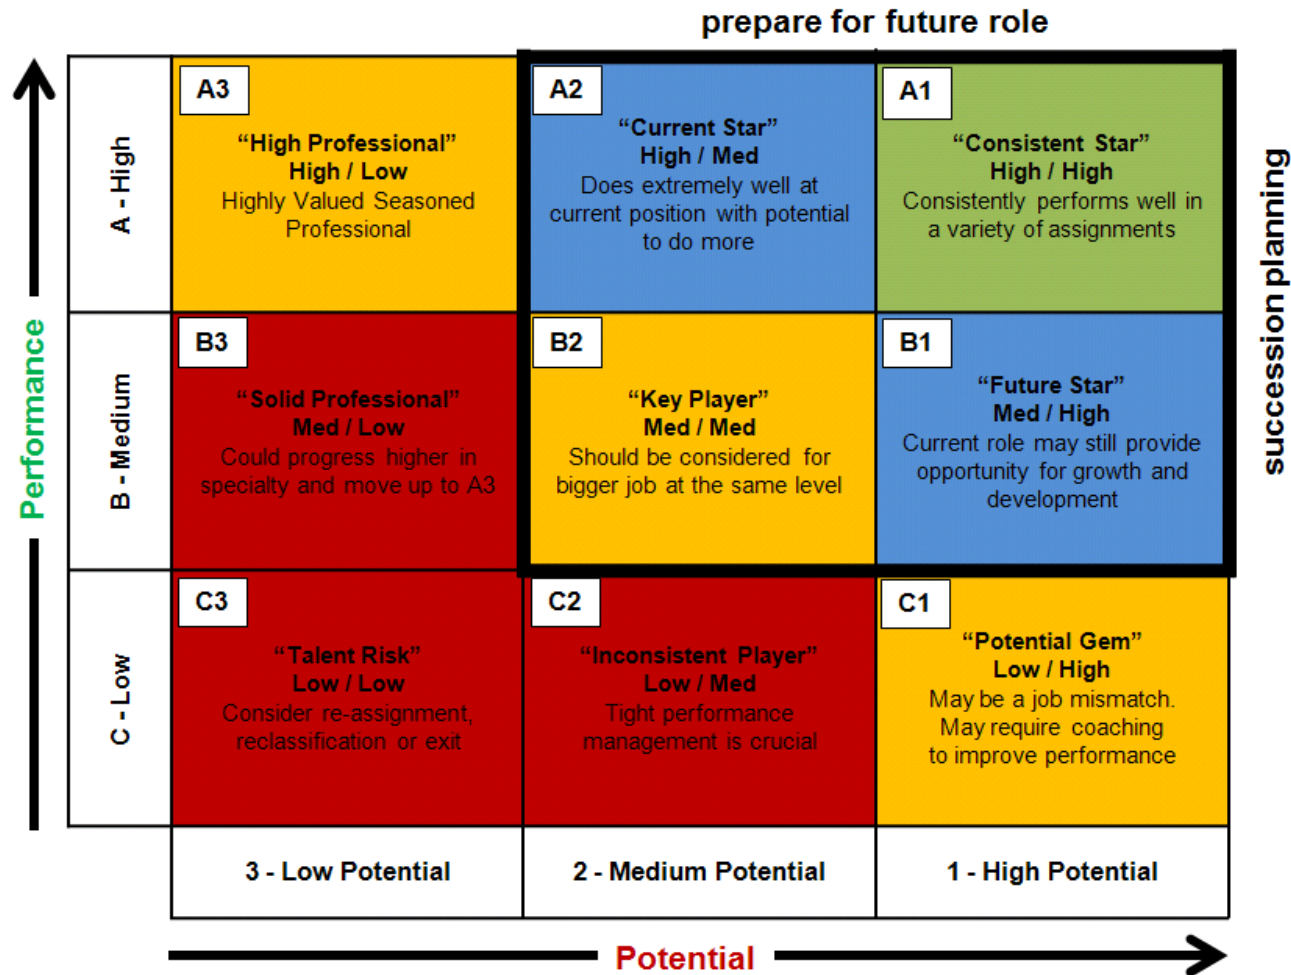 prepare for future role
A3
“High Professional”
High / Low
Highly Valued Seasoned
Professional
A2
“Current Star”
High / Med
Does extremely well at
current position with potential
to do more
A1
“Consistent Star”
High / High
Consistently performs well in
a variety of assignments
A - High
B3
“Solid Professional”
Med / Low
Could progress higher in
specialty and move up to A3
B2
“Key Player”
Med / Med
Should be considered for
bigger job at the same level
B1
“Future Star”
Med / High
Current role may still provide
opportunity for growth and
development
B - Medium
C3
“Talent Risk”
Low / Low
Consider re-assignment,
reclassification or exit
C2
“Inconsistent Player”
Low / Med
Tight performance
management is crucial
C1
“Potential Gem”
Low / High
May be a job mismatch.
May require coaching
to improve performance
C - Low
3 - Low Potential
2 - Medium Potential
1 - High Potential
Performance
Potential
succession planning